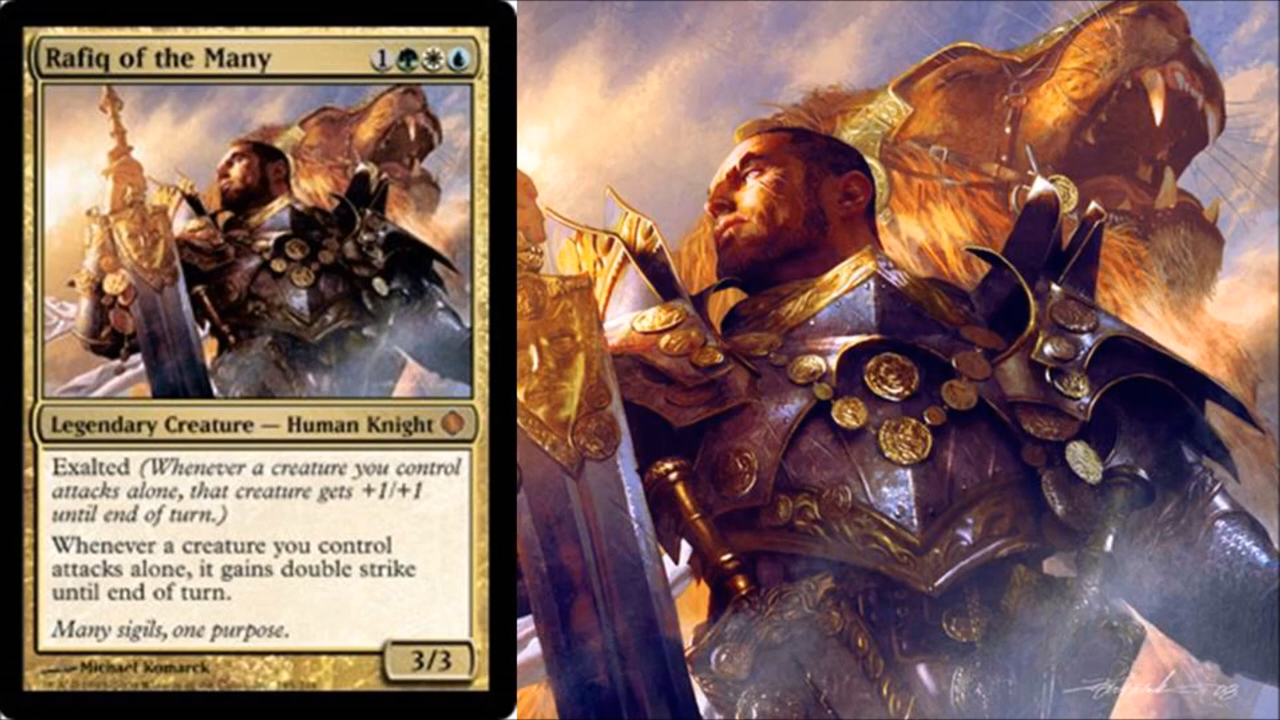 Rafiq of the Many 1
Legendary Creature — Human Knight
Exalted (Whenever a creature you control
attacks alone, that creature gets +1/+1
until end of turn.)
Whenever a creature you control
attacks alone, it gains double strike
until end of turn.
Many sigils, one purpose.
Michael Komarck
3/3